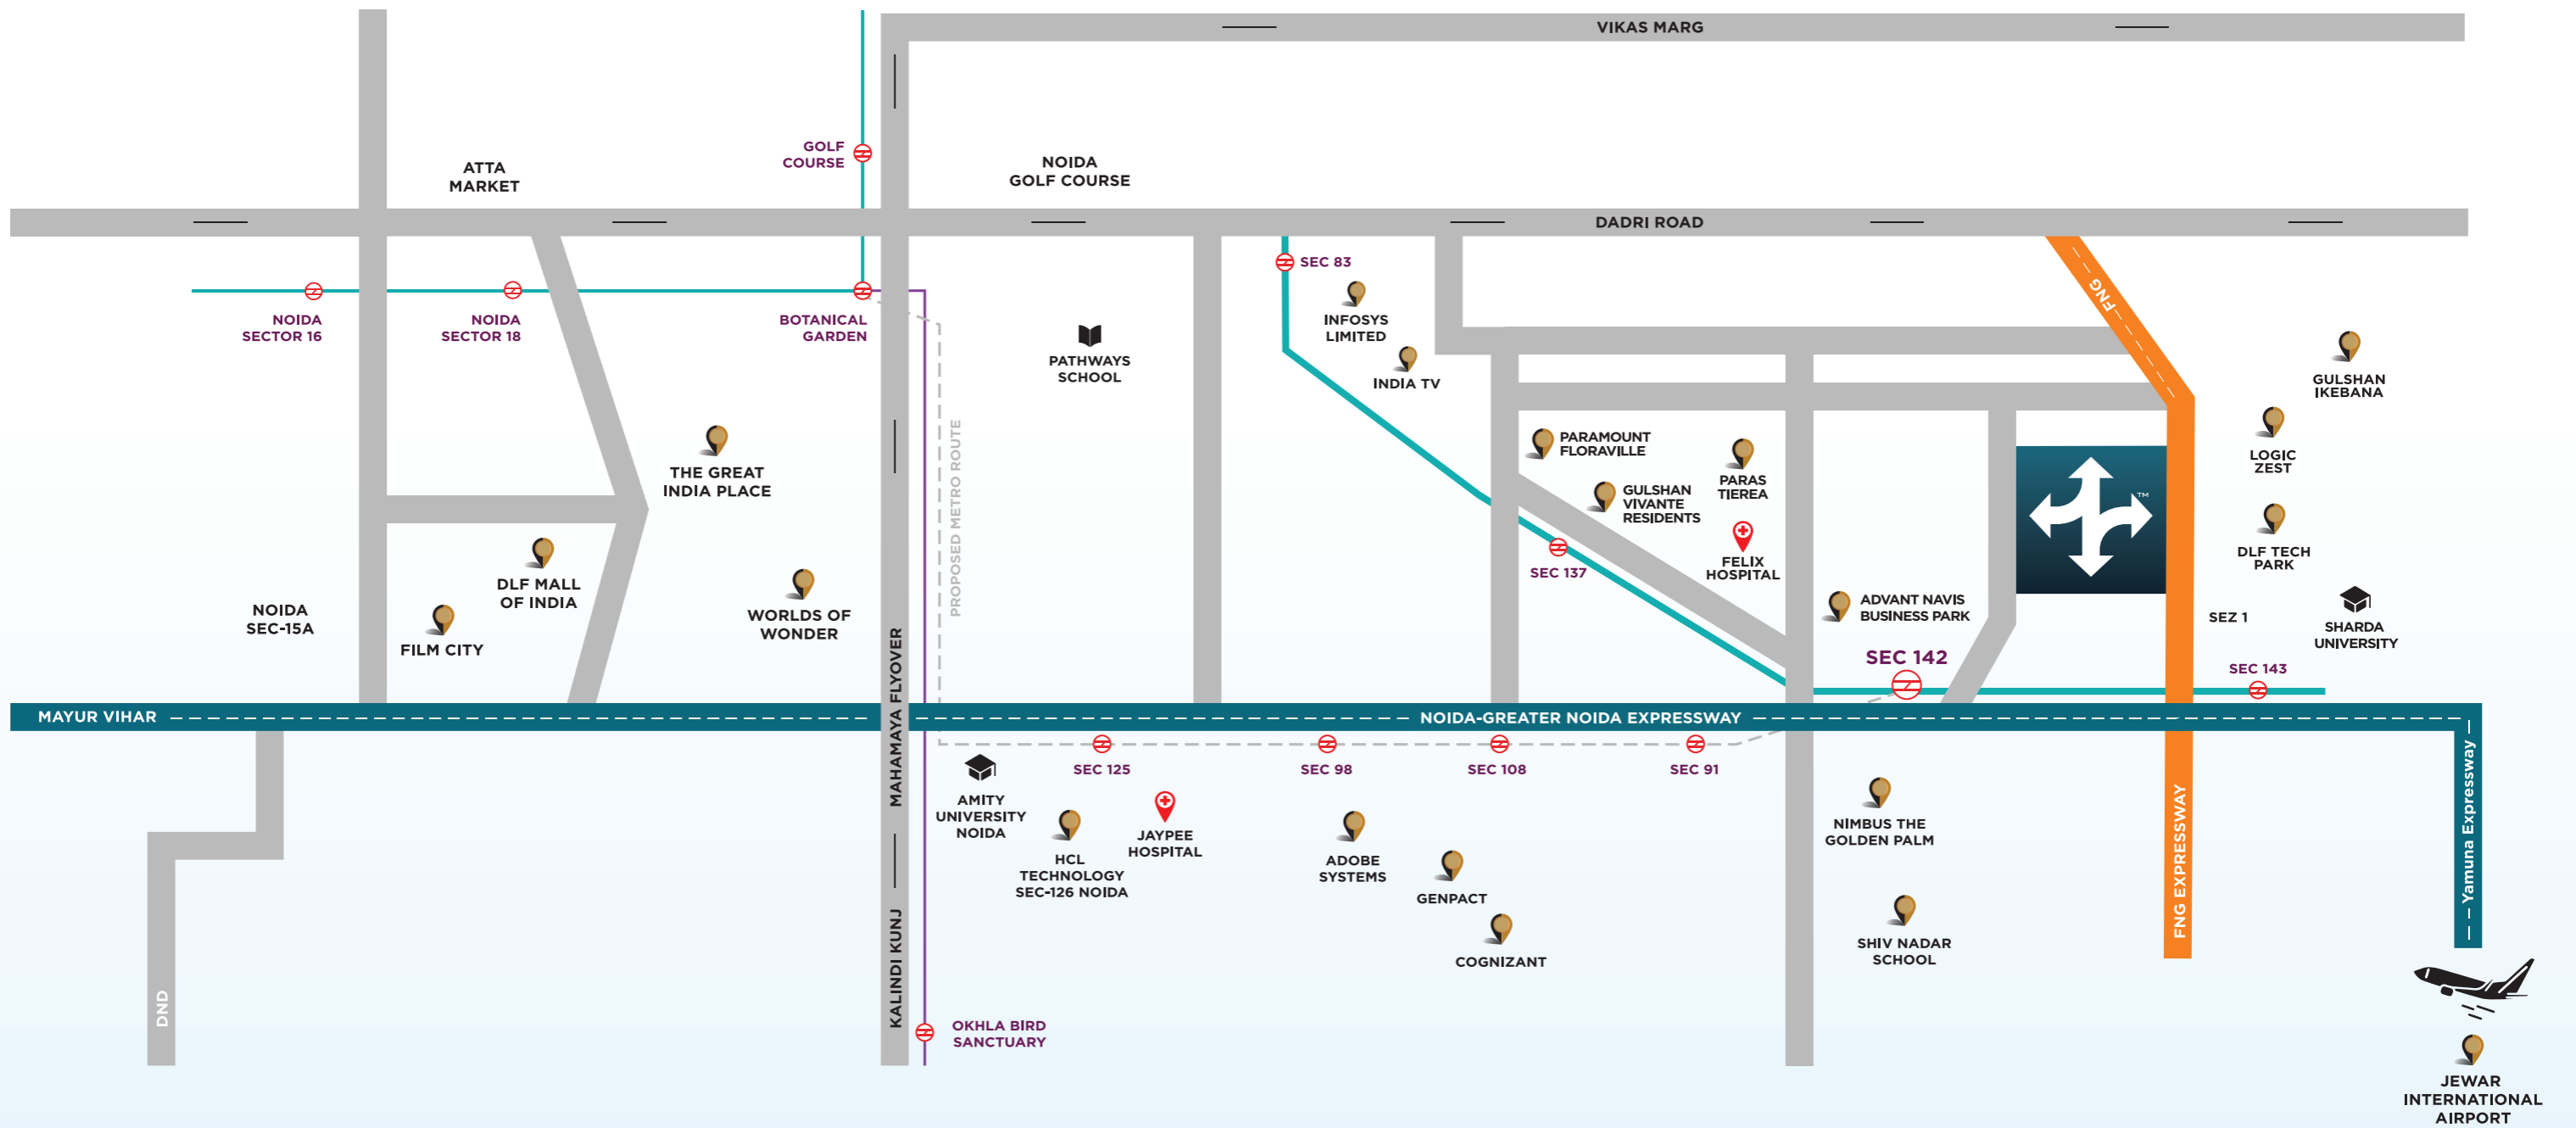 VIKAS MARG
GOLF
COURSE
ATTA
MARKET
NOIDA
GOLF COURSE
DADRI ROAD
SEC 83
NOIDA
SECTOR 16
NOIDA
SECTOR 18
BOTANICAL
GARDEN
FNG
INFOSYS
LIMITED
PATHWAYS
SCHOOL
INDIA TV
GULSHAN
IKEBANA
THE GREAT
INDIA PLACE
PROPOSED METRO ROUTE
PARAMOUNT
FLORAVILLE
PARAS
TIEREA
GULSHAN
VIVANTE
RESIDENTS
TM
LOGIC
ZEST
DLF TECH
PARK
FELIX
HOSPITAL
SEC 137
DLF MALL
OF INDIA
FILM CITY
NOIDA
SEC-15A
WORLDS OF
WONDER
ADVANT NAVIS
BUSINESS PARK
SEZ 1
SHARDA
UNIVERSITY
SEC 142
SEC 143
MAHAMAYA FLYOVER
MAYUR VIHAR
NOIDA-GREATER NOIDA EXPRESSWAY
Yamuna Expressway
SEC 125
SEC 98
SEC 108
SEC 91
AMITY
UNIVERSITY
NOIDA
HCL
TECHNOLOGY
SEC-126 NOIDA
JAYPEE
HOSPITAL
ADOBE
SYSTEMS
GENPACT
COGNIZANT
NIMBUS THE
GOLDEN PALM
SHIV NADAR
SCHOOL
FNG EXPRESSWAY
DND
KALINDI KUNJ
OKHLA BIRD
SANCTUARY
JEWAR
INTERNATIONAL
AIRPORT